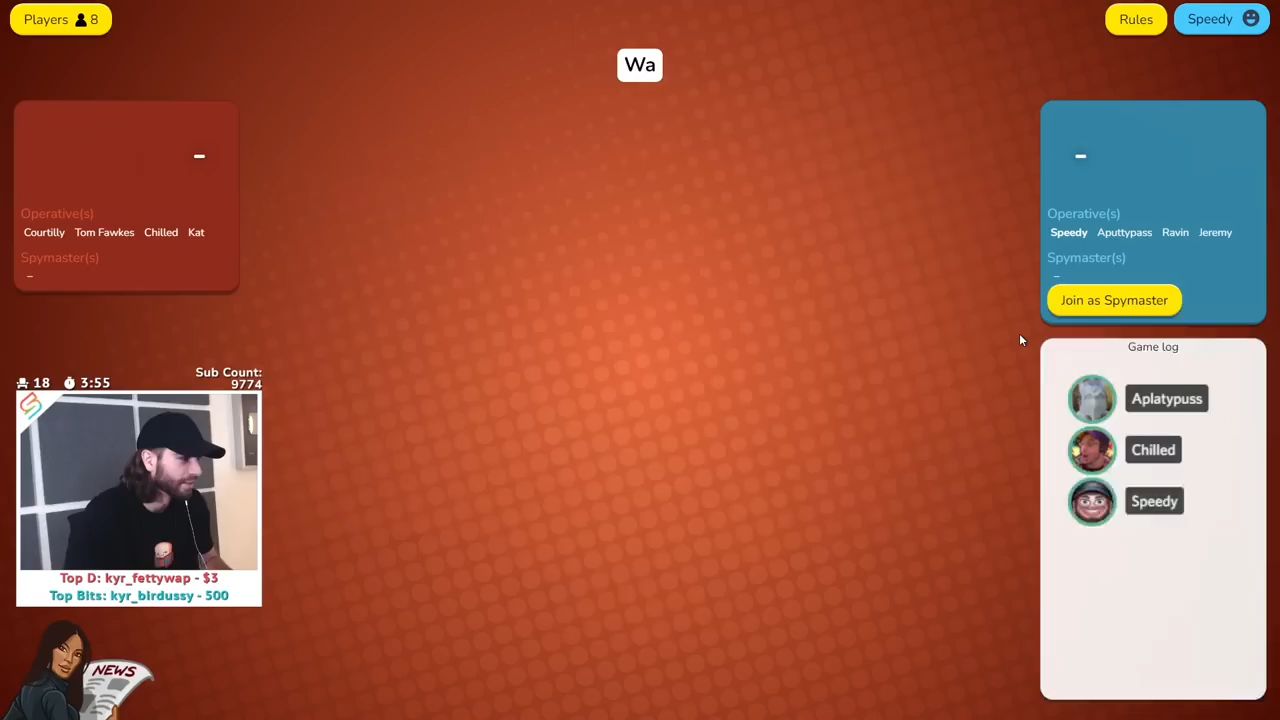 Players 8
Rules
Speedy
Wa
-
Operative(s)
Courtilly Tom Fawkes Chilled Kat
Spymaster(s)
-
-
Operative(s)
Speedy Aputtypass Ravin Jeremy
Spymaster(s)
-
Join as Spymaster
Game log
Aplatypuss
Chilled
Speedy
18 3:55
Sub Count:
9774
Top D: kyr_fettywap - $3
Top Bits: kyr_birdussy - 500
NEWS